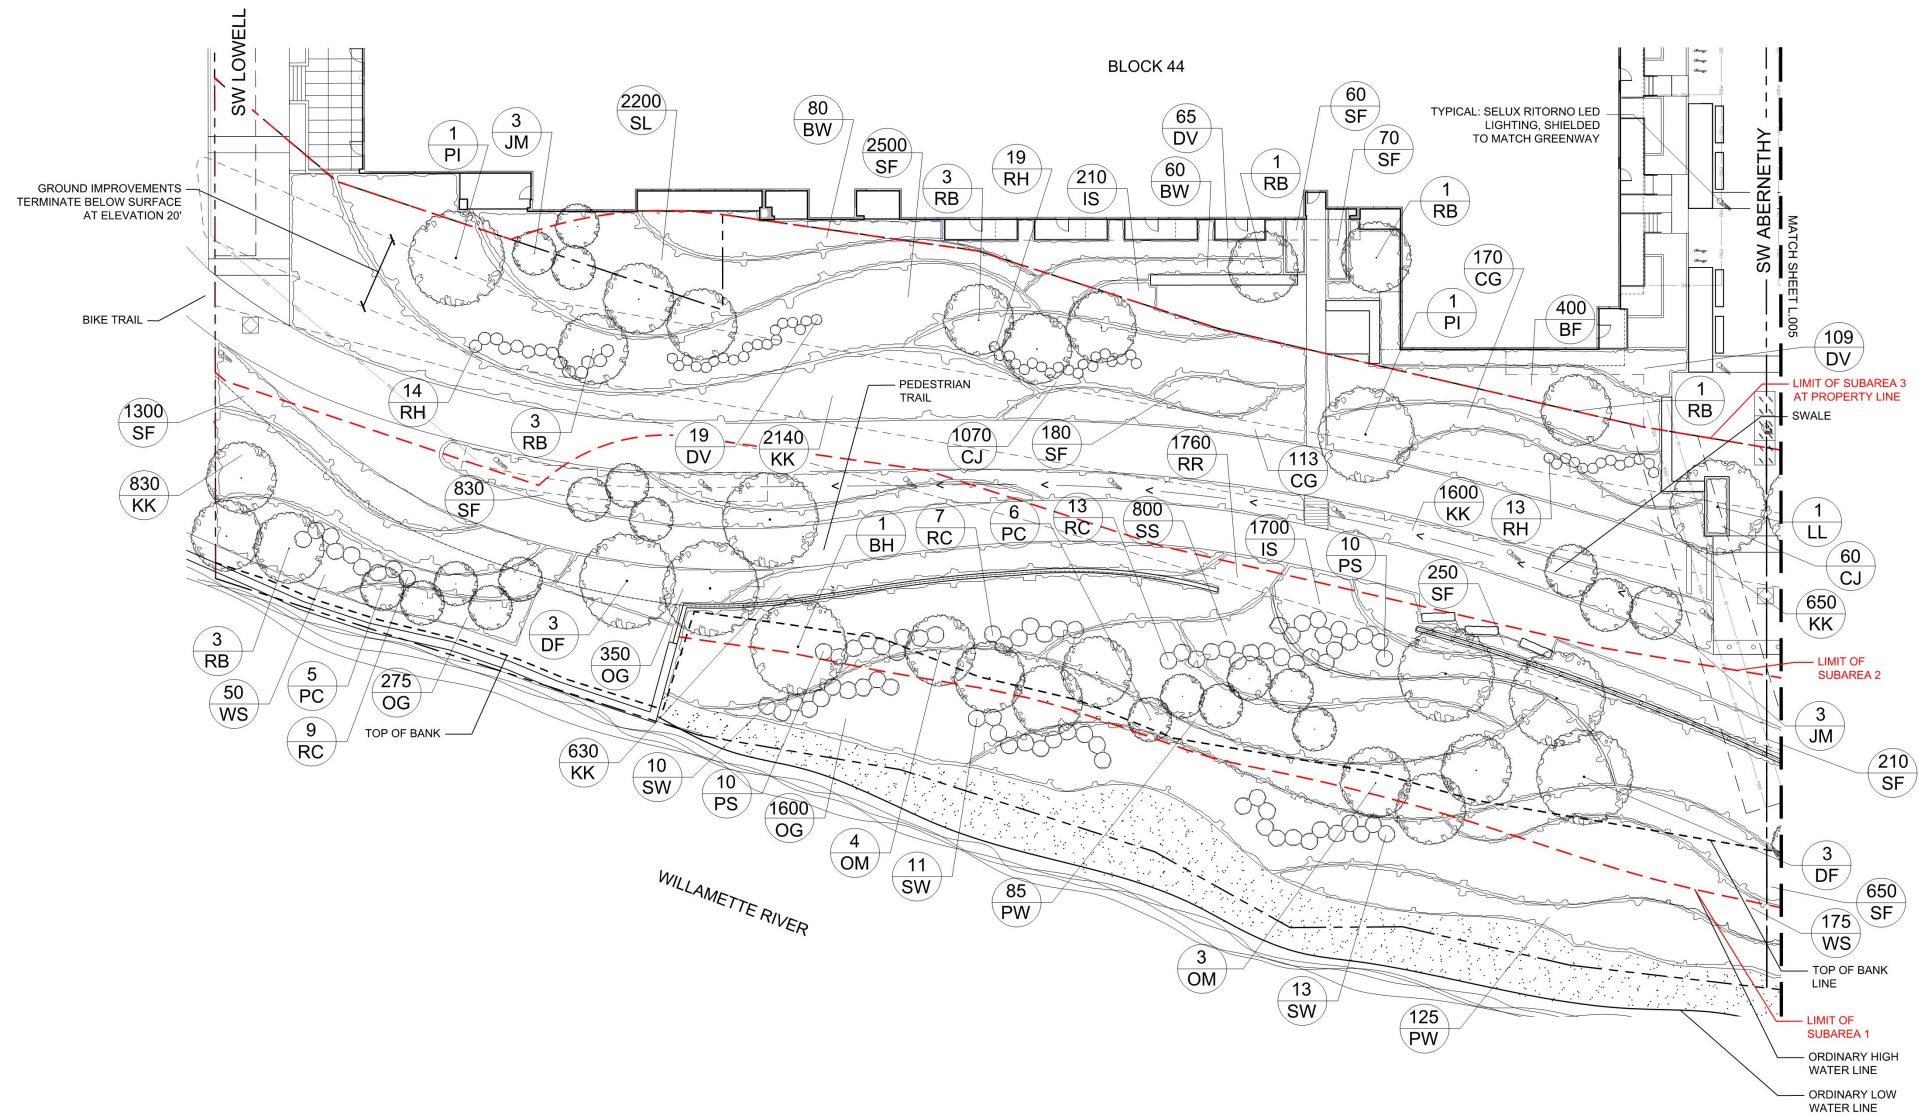 SW LOWELL
BLOCK 44
2200
SL
80
BW
60
SF
3
JM
1
PI
2500
SF
65
DV
TYPICAL: SELUX RITORNO LED
LIGHTING, SHIELDED
TO MATCH GREENWAY
70
SF
3
RB
19
RH
210
IS
60
BW
1
RB
1
RB
SW ABERNETHY
GROUND IMPROVEMENTS
TERMINATE BELOW SURFACE
AT ELEVATION 20'
MATCH SHEET L.005
170
CG
BIKE TRAIL
1
PI
400
BF
109
DV
14
RH
PEDESTRIAN
TRAIL
LIMIT OF SUBAREA 3
AT PROPERTY LINE
1
RB
SWALE
1300
SF
3
RB
19
DV
2140
KK
1070
CJ
180
SF
1760
RR
113
CG
830
KK
830
SF
1600
KK
13
RH
1
BH
7
RC
6
PC
13
RC
800
SS
1700
IS
10
PS
1
LL
250
SF
60
CJ
650
KK
3
RB
3
DF
350
OG
50
WS
5
PC
275
OG
LIMIT OF
SUBAREA 2
9
RC
TOP OF BANK
3
JM
630
KK
10
SW
10
PS
1600
OG
210
SF
4
OM
11
SW
85
PW
3
DF
WILLAMETTE RIVER
650
SF
175
WS
3
OM
13
SW
125
PW
TOP OF BANK
LINE
LIMIT OF
SUBAREA 1
ORDINARY HIGH
WATER LINE
ORDINARY LOW
WATER LINE